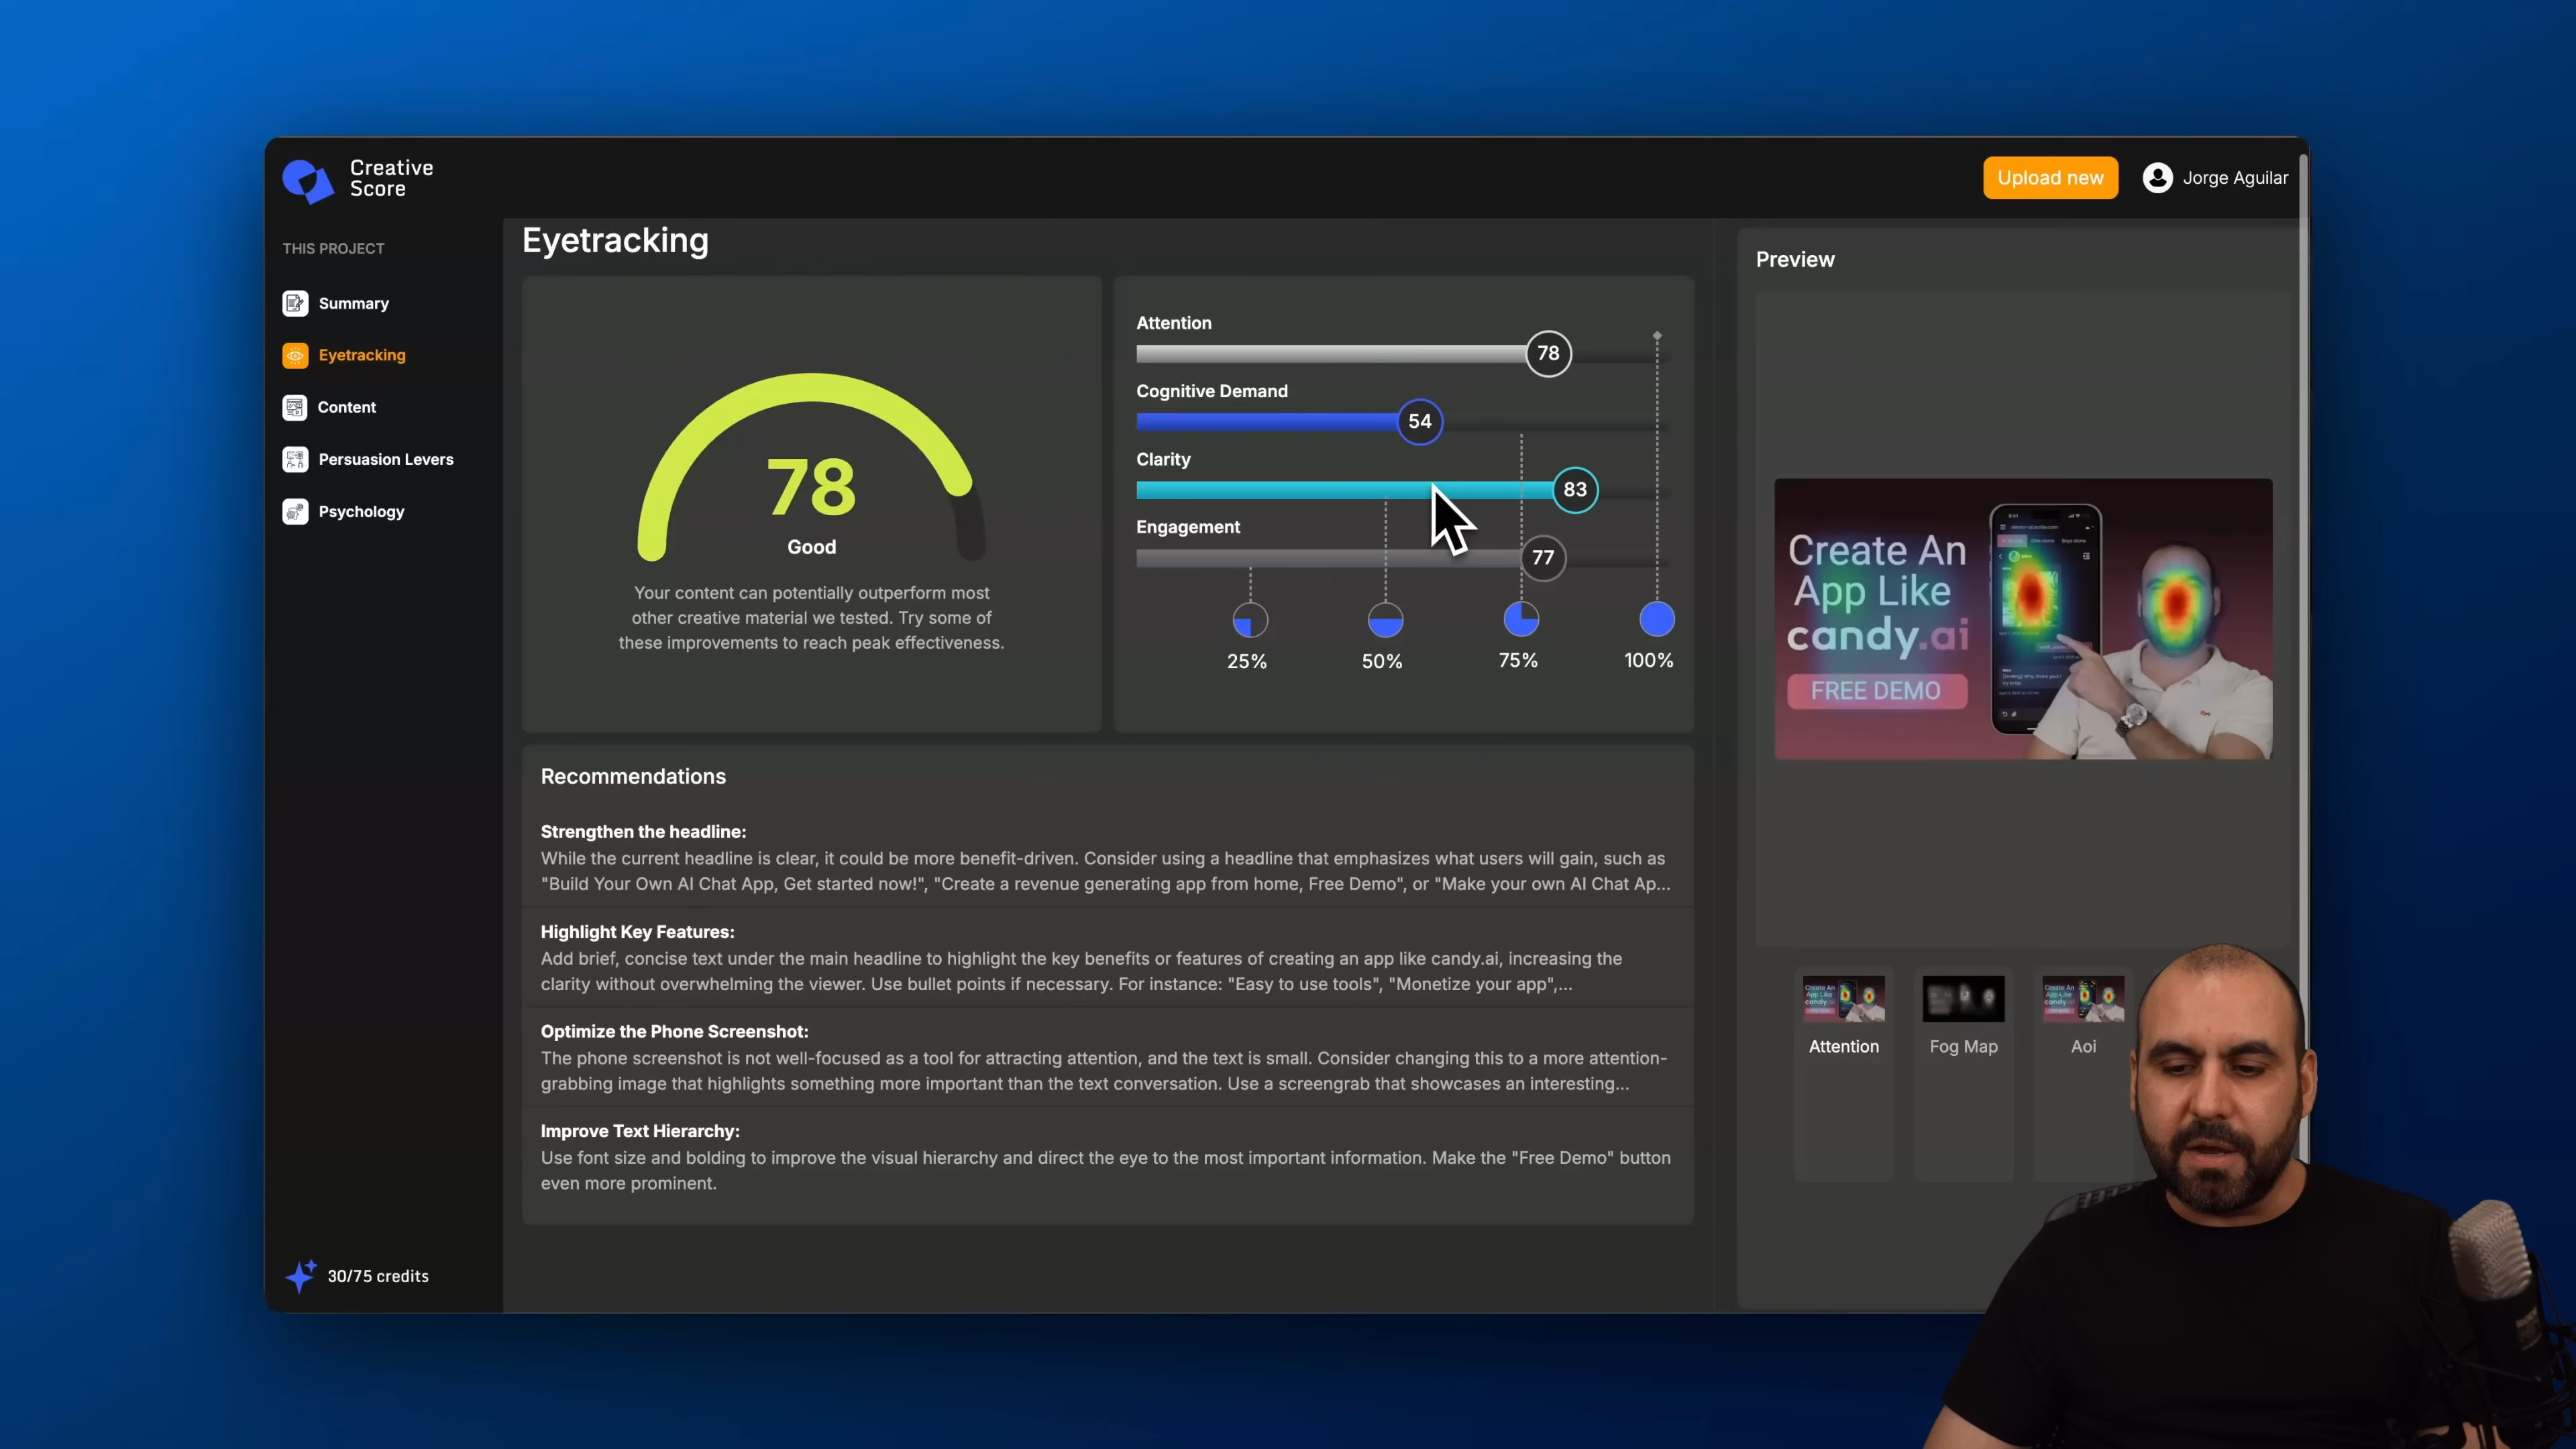 Creative
Score
Upload new
Jorge Aguilar
THIS PROJECT
Summary
Eyetracking
Content
Persuasion Levers
Psychology
30/75 credits
Eyetracking
78
Good
Your content can potentially outperform most
other creative material we tested. Try some of
these improvements to reach peak effectiveness.
Attention
78
Cognitive Demand
54
Clarity
83
Engagement
77
25%
50%
75%
100%
Recommendations
Strengthen the headline:
While the current headline is clear, it could be more benefit-driven. Consider using a headline that emphasizes what users will gain, such as
"Build Your Own AI Chat App, Get started now!", "Create a revenue generating app from home, Free Demo", or "Make your own AI Chat Ap...
Highlight Key Features:
Add brief, concise text under the main headline to highlight the key benefits or features of creating an app like candy.ai, increasing the
clarity without overwhelming the viewer. Use bullet points if necessary. For instance: "Easy to use tools", "Monetize your app",...
Optimize the Phone Screenshot:
The phone screenshot is not well-focused as a tool for attracting attention, and the text is small. Consider changing this to a more attention-
grabbing image that highlights something more important than the text conversation. Use a screengrab that showcases an interesting...
Improve Text Hierarchy:
Use font size and bolding to improve the visual hierarchy and direct the eye to the most important information. Make the "Free Demo" button
even more prominent.
Preview
Create An
App Like
candy.ai
FREE DEMO
Attention
Fog Map
Aoi